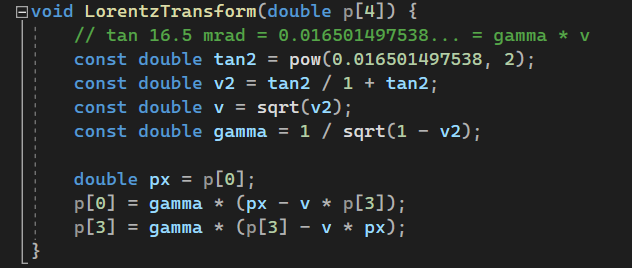 void LorentzTransform(double p[4]) {
// tan 16.5 mrad = 0.016501497538... = gamma * v
const double tan2 = pow(0.016501497538, 2);
const double v2 = tan2 / 1 + tan2;
const double v = sqrt(v2);
const double gamma = 1 / sqrt(1 - v2);

double px = p[0];
p[0] = gamma * (px - v * p[3]);
p[3] = gamma * (p[3] - v * px);
}